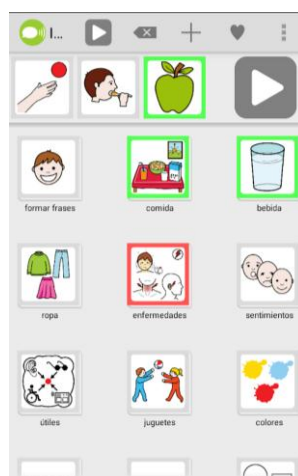 I...
formar frases
comida
bebida
ropa
enfermedades
sentimientos
útiles
juguetes
colores